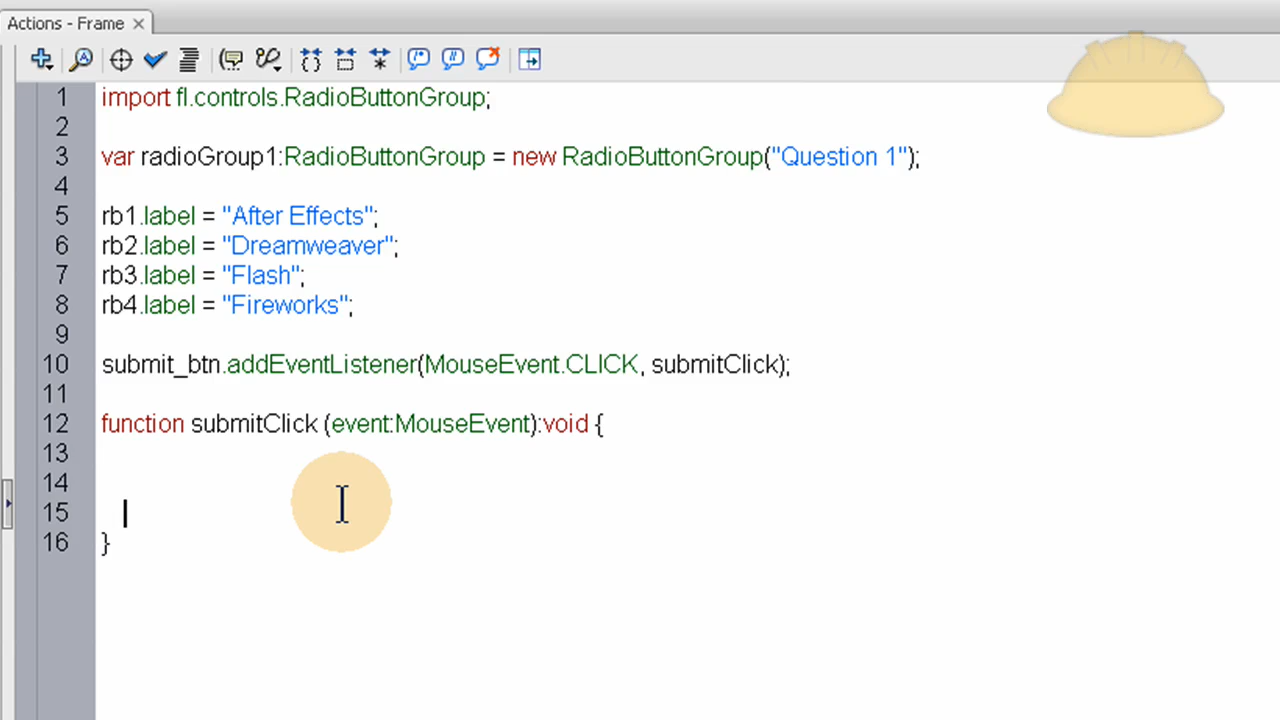 Actions - Frame
1 import fl.controls.RadioButtonGroup;
2
3 var radioGroup1:RadioButtonGroup = new RadioButtonGroup("Question 1");
4
5 rb1.label = "After Effects";
6 rb2.label = "Dreamweaver";
7 rb3.label = "Flash";
8 rb4.label = "Fireworks";
9
10 submit_btn.addEventListener(MouseEvent.CLICK, submitClick);
11
12 function submitClick (event:MouseEvent):void {
13
14
15
16 }